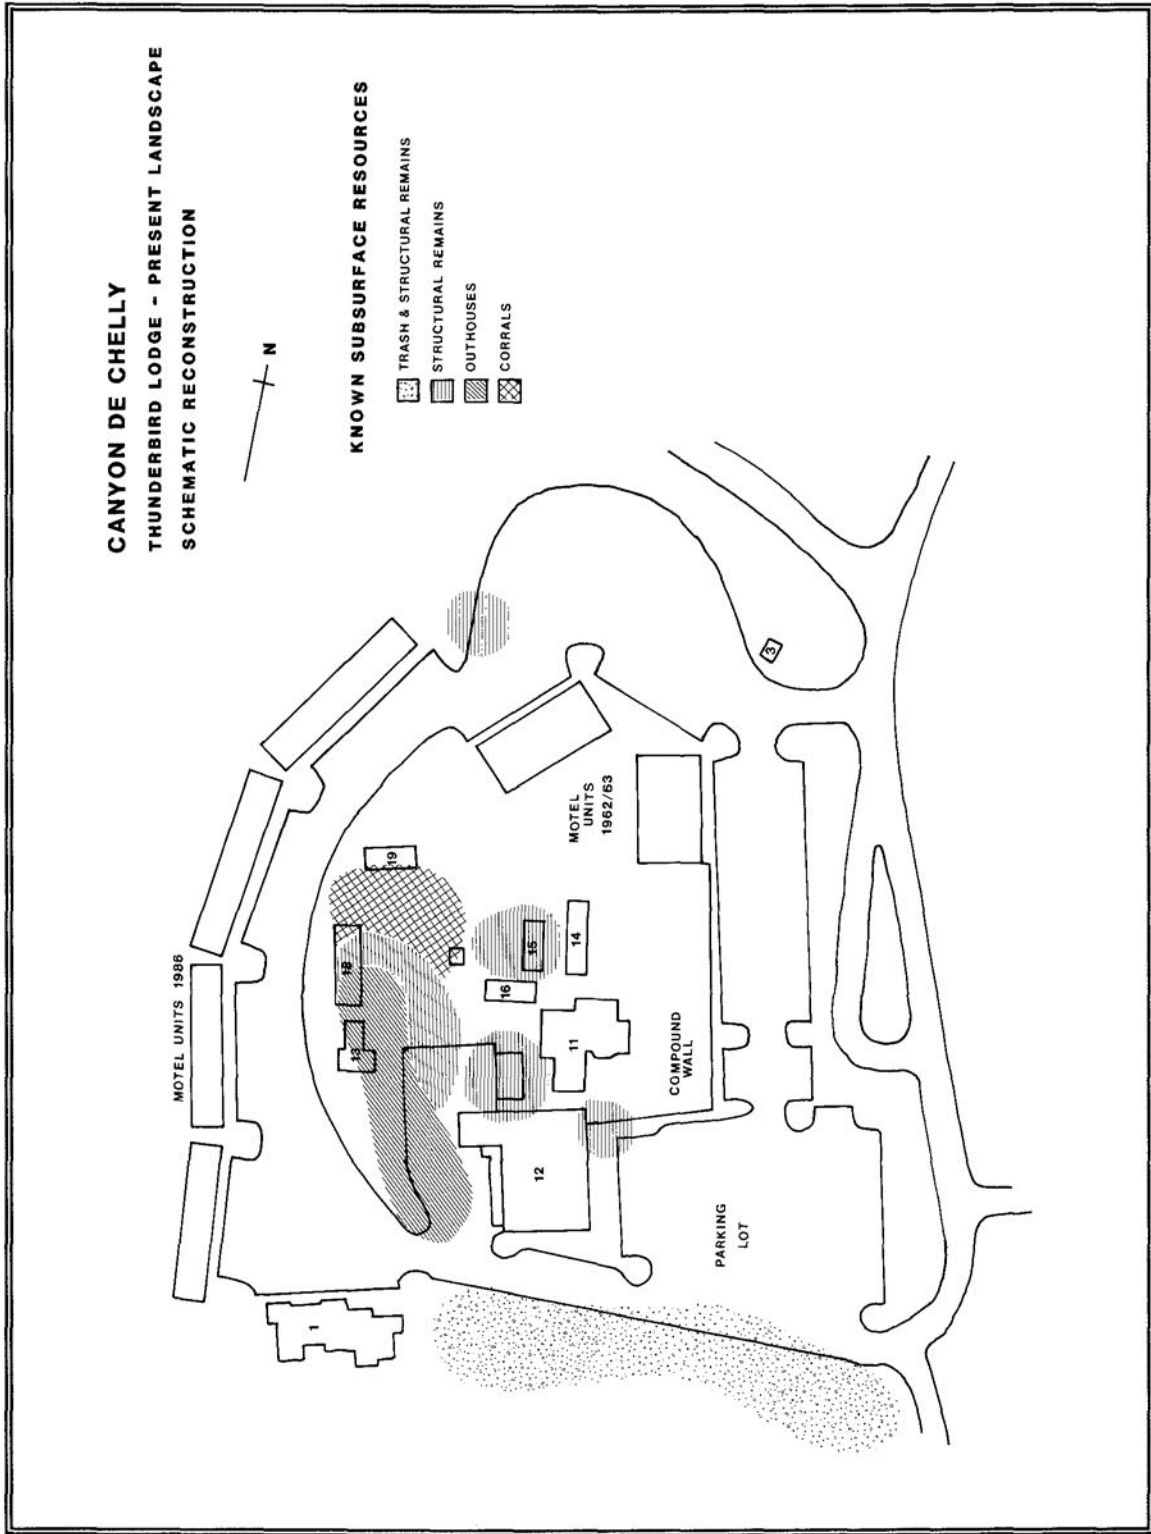 CANYON DE CHELLY
THUNDERBIRD LODGE - PRESENT LANDSCAPE
SCHEMATIC RECONSTRUCTION
N
KNOWN SUBSURFACE RESOURCES
TRASH & STRUCTURAL REMAINS
STRUCTURAL REMAINS
OUTHOUSES
CORRALS
MOTEL UNITS 1986
1
13
18
19
12
16
15
14
11
MOTEL
UNITS
1962/63
COMPOUND
WALL
PARKING
LOT
3